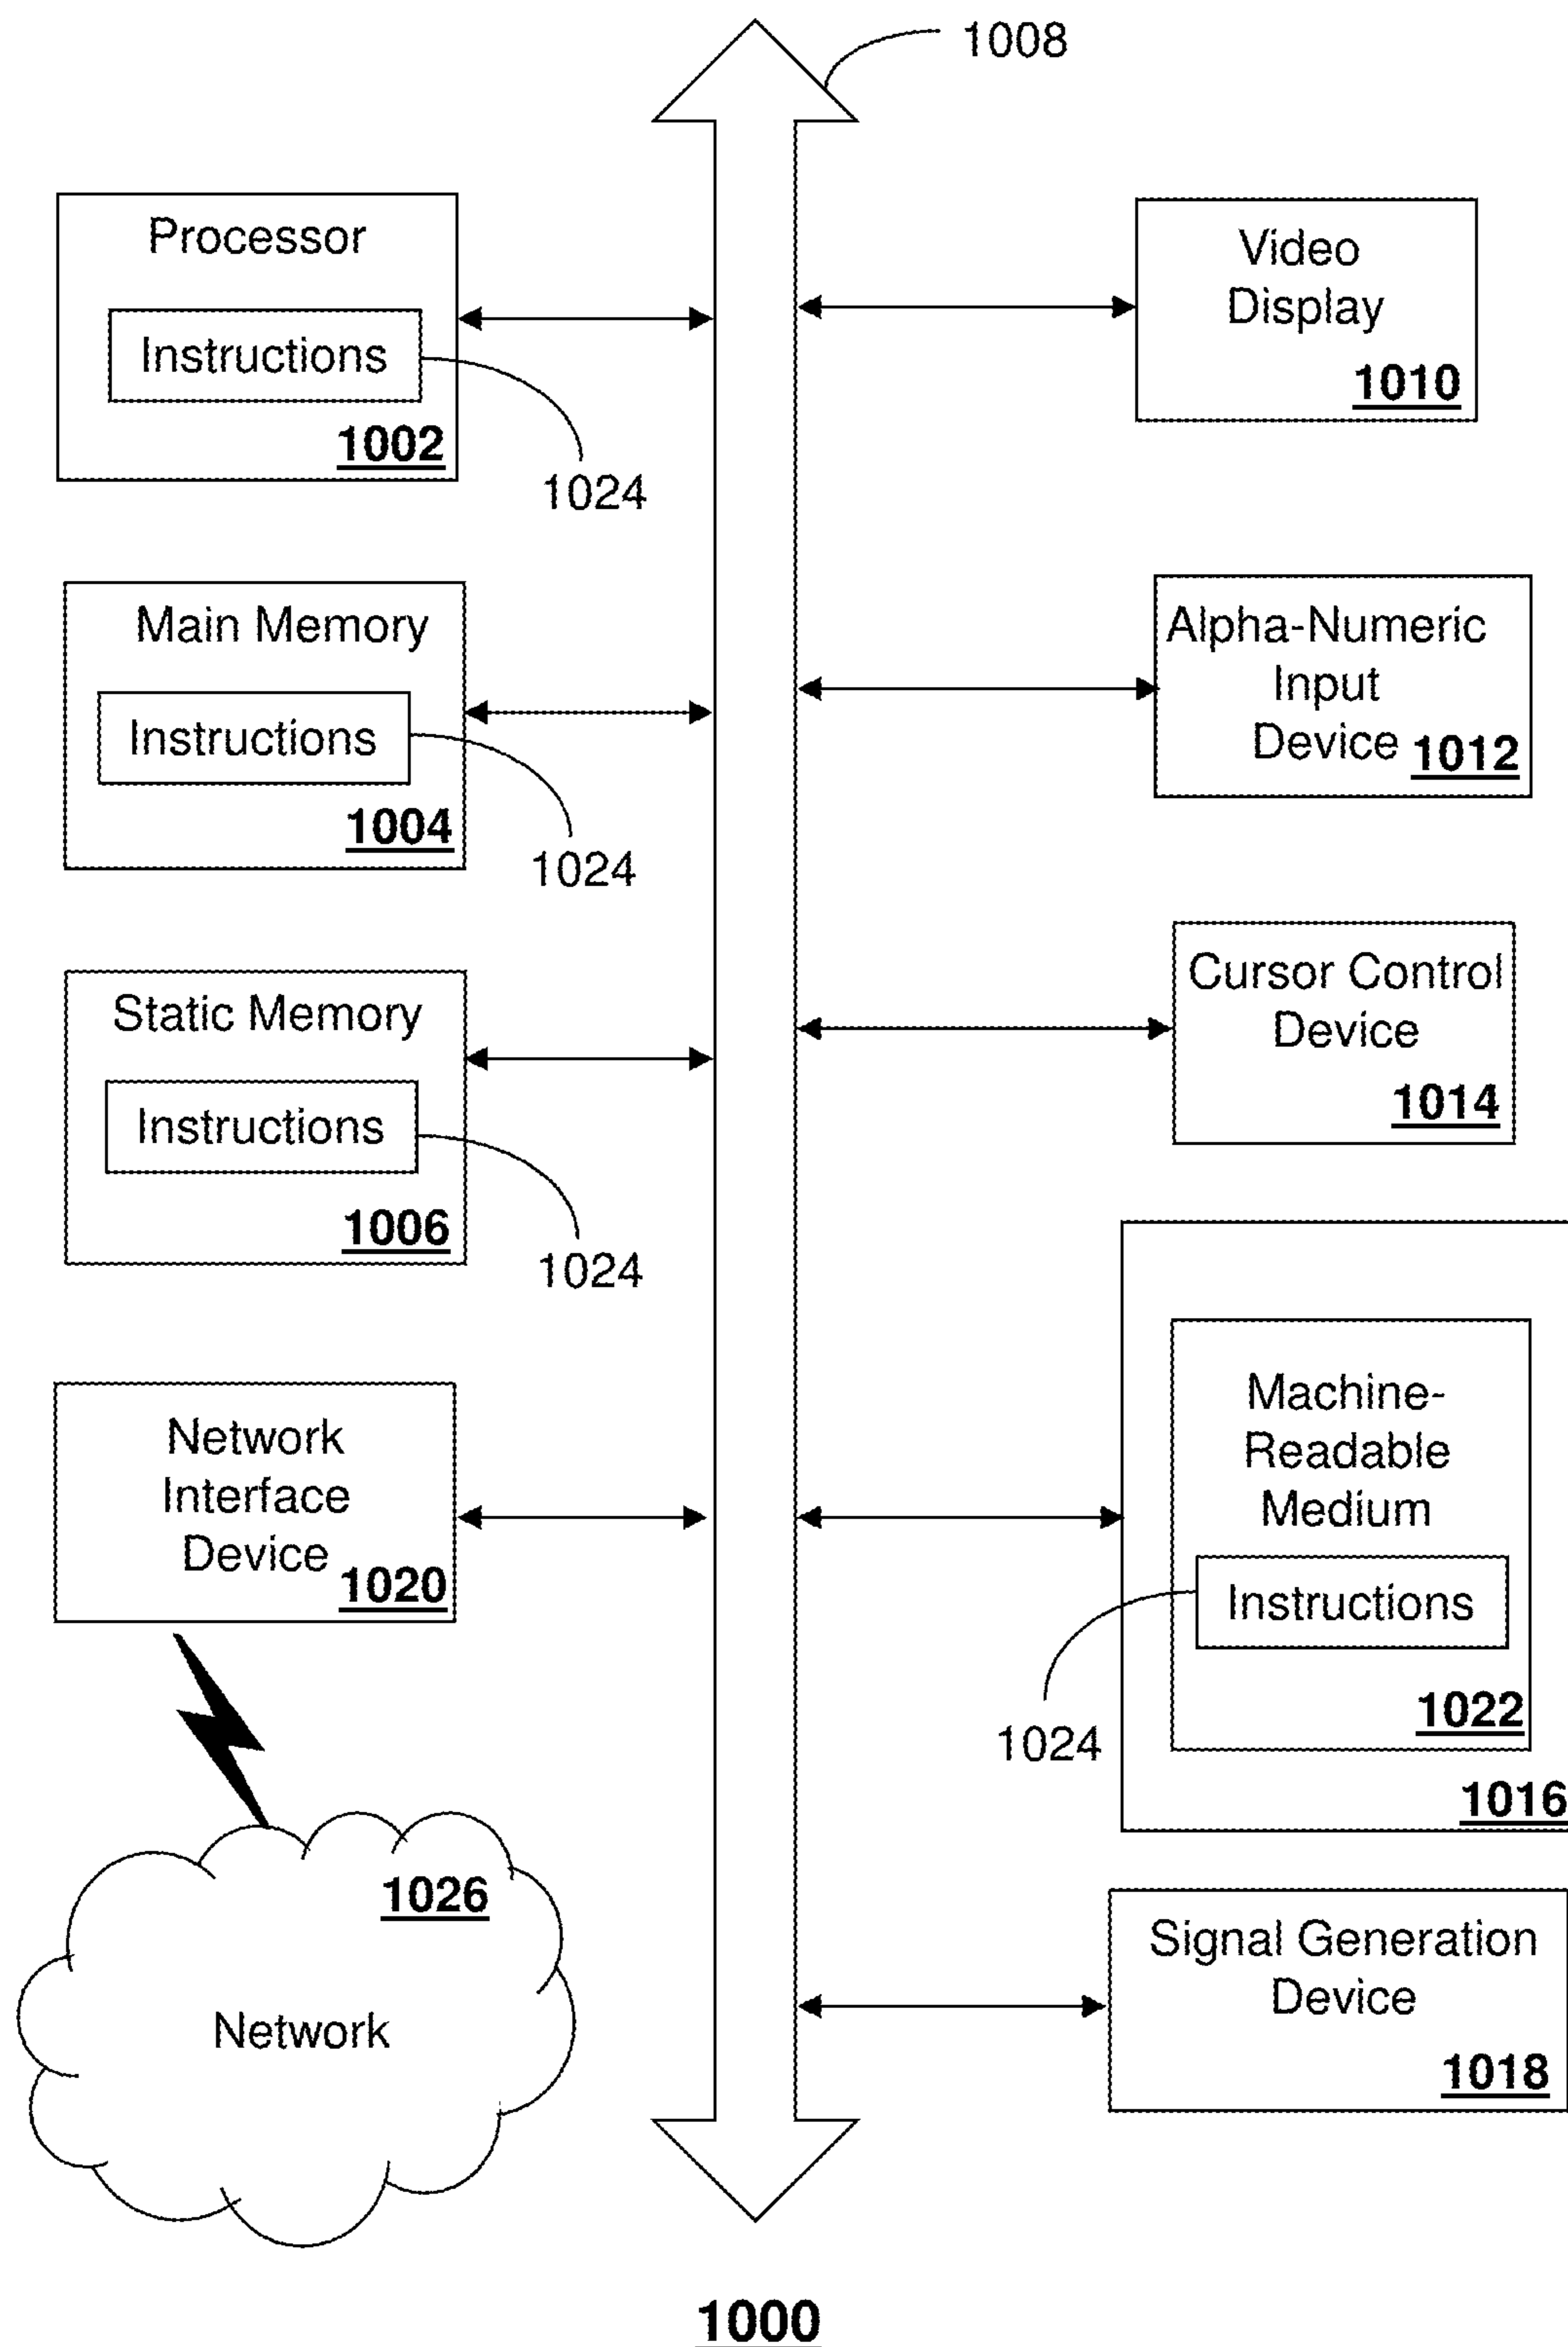 1008
Processor
Instructions
1002
1024
Video
Display
1010
Main Memory
Instructions
1004
1024
Alpha-Numeric
Input
Device 1012
Static Memory
Instructions
1006
1024
Cursor Control
Device
1014
Network
Interface
Device
1020
Machine-
Readable
Medium
Instructions
1022
1024
1016
1026
Network
Signal Generation
Device
1018
1000